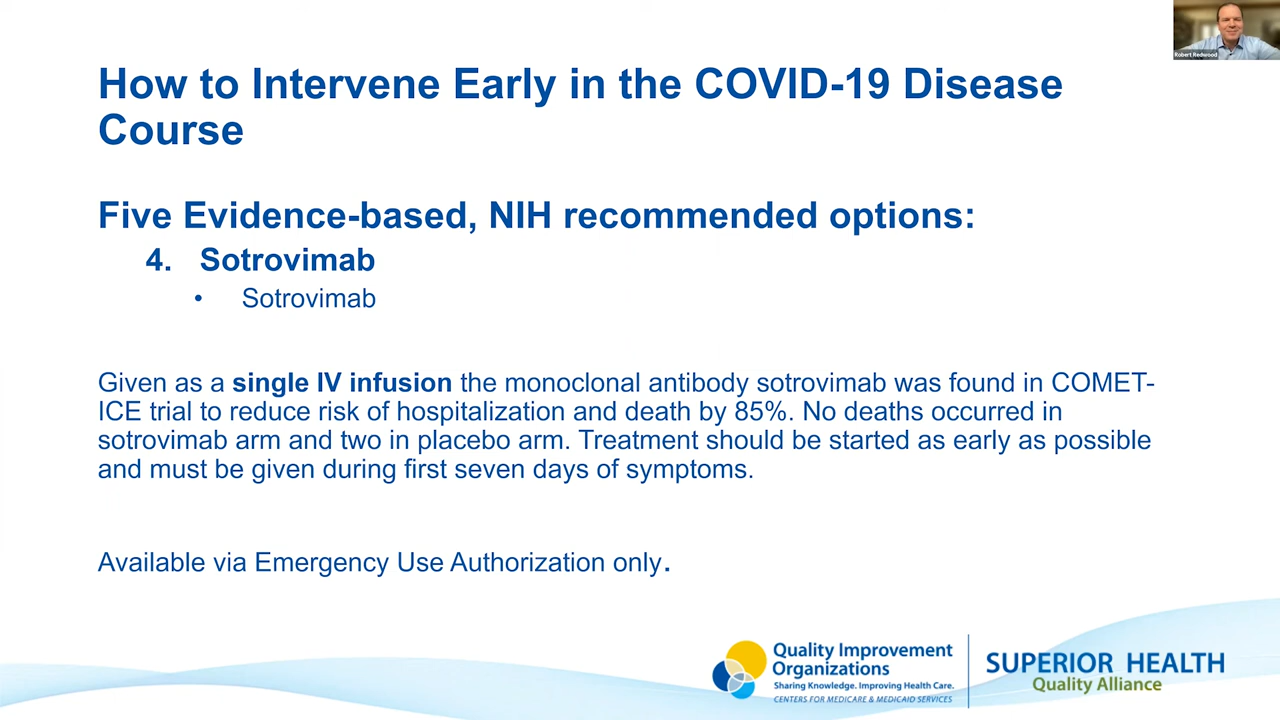 Robert Redwood
How to Intervene Early in the COVID-19 Disease
Course
Five Evidence-based, NIH recommended options:
4. Sotrovimab
• Sotrovimab
Given as a single IV infusion the monoclonal antibody sotrovimab was found in COMET-
ICE trial to reduce risk of hospitalization and death by 85%. No deaths occurred in
sotrovimab arm and two in placebo arm. Treatment should be started as early as possible
and must be given during first seven days of symptoms.
Available via Emergency Use Authorization only.
Quality Improvement
Organizations
Sharing Knowledge. Improving Health Care.
CENTERS FOR MEDICARE & MEDICAID SERVICES
SUPERIOR HEALTH
Quality Alliance